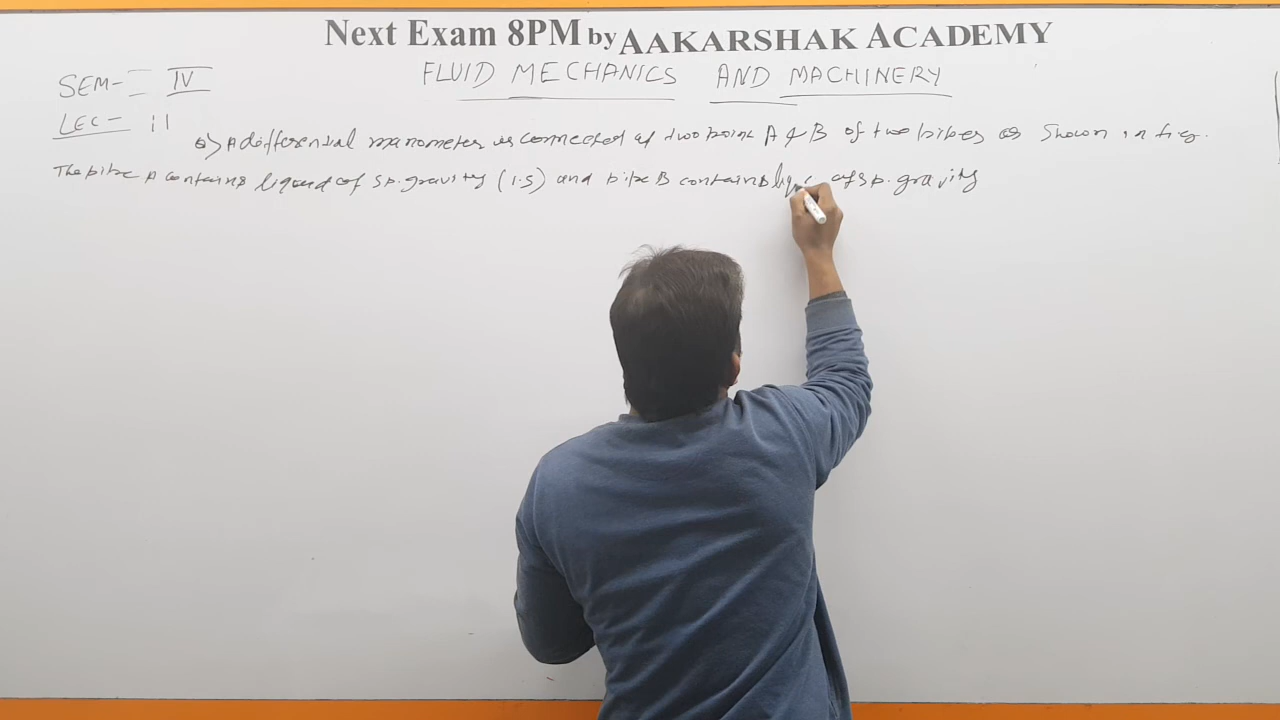 Next Exam 8PM by AAKARSHAK ACADEMY
SEM- IV
FLUID MECHANICS AND MACHINERY
LEC- 11
Q) A differential manometer is connected at two point A & B of two pipes as shown in fig.
The pipe A contains liquid of sp. gravity (1.5) and pipe B contains of sp. gravity